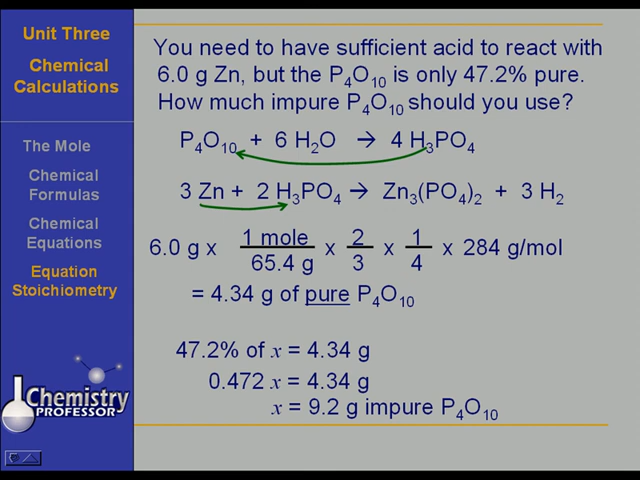 Unit Three
Chemical
Calculations
The Mole
Chemical
Formulas
Chemical
Equations
Equation
Stoichiometry
Chemistry
PROFESSOR
You need to have sufficient acid to react with
6.0 g Zn, but the P₄O₁₀ is only 47.2% pure.
How much impure P₄O₁₀ should you use?
P₄O₁₀ + 6 H₂O → 4 H₃PO₄
3 Zn + 2 H₃PO₄ → Zn₃(PO₄)₂ + 3 H₂
6.0 g x 1 mole / 65.4 g x 2 / 3 x 1 / 4 x 284 g/mol
= 4.34 g of pure P₄O₁₀
47.2% of x = 4.34 g
0.472 x = 4.34 g
x = 9.2 g impure P₄O₁₀